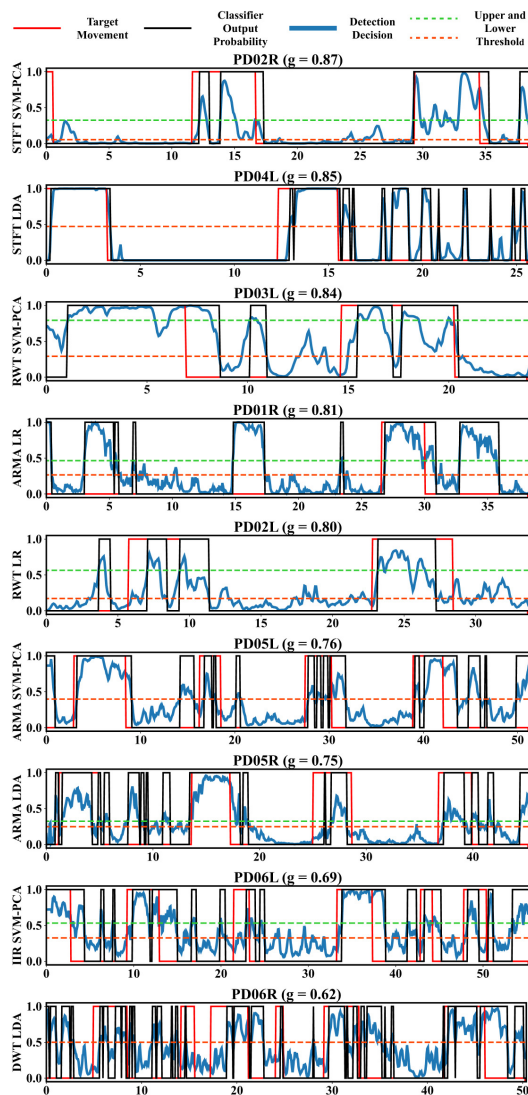 Target Movement
Classifier Output Probability
Detection Decision
Upper and Lower Threshold
PD02R (g = 0.87)
STFT SVM-PCA
1.0
0.5
0.0
0 5 10 15 20 25 30 35
PD04L (g = 0.85)
STFT LDA
1.0
0.5
0.0
0 5 10 15 20 25
PD03L (g = 0.84)
RWT SVM-PCA
1.0
0.5
0.0
0 5 10 15 20
PD01R (g = 0.81)
ARMA LR
1.0
0.5
0.0
0 5 10 15 20 25 30 35
PD02L (g = 0.80)
RWT LR
1.0
0.5
0.0
0 5 10 15 20 25 30
PD05L (g = 0.76)
ARMA SVM-PCA
1.0
0.5
0.0
0 10 20 30 40 50
PD05R (g = 0.75)
ARMA LDA
1.0
0.5
0.0
0 10 20 30 40
PD06L (g = 0.69)
IIR SVM-PCA
1.0
0.5
0.0
0 10 20 30 40 50
PD06R (g = 0.62)
DWT LDA
1.0
0.5
0.0
0 10 20 30 40 50